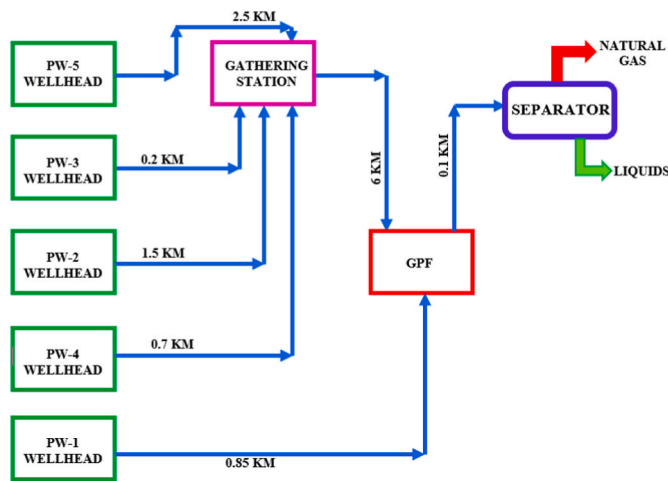 2.5 KM
PW-5
WELLHEAD
GATHERING
STATION
NATURAL
GAS
SEPARATOR
PW-3
WELLHEAD
0.2 KM
6 KM
0.1 KM
LIQUIDS
PW-2
WELLHEAD
1.5 KM
GPF
PW-4
WELLHEAD
0.7 KM
PW-1
WELLHEAD
0.85 KM